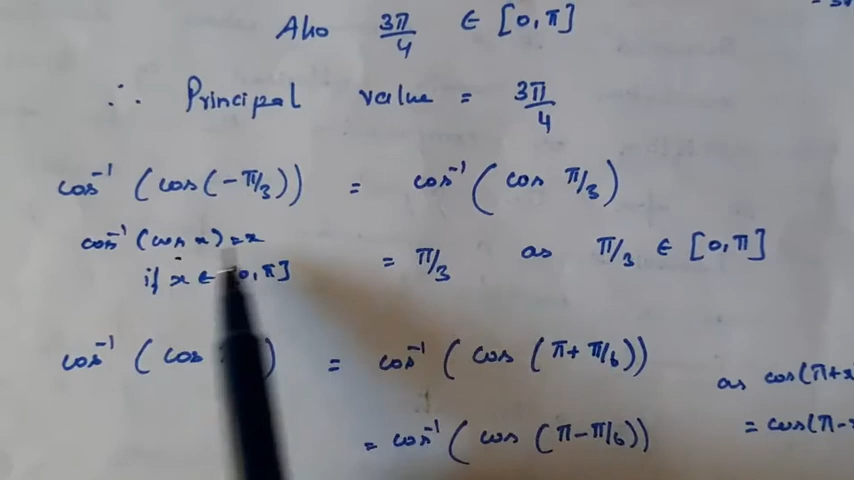 Also 3π/4 ∈ [0,π]
∴ Principal value = 3π/4
cos⁻¹ (cos(-π/3)) = cos⁻¹ (cos π/3)
cos⁻¹ (cos x) = x
if x ∈ 0,π]
= π/3 as π/3 ∈ [0,π]
cos⁻¹ (cos ) = cos⁻¹ (cos (π+π/6))
as cos(π+x
= cos⁻¹ (cos (π-π/6))
= cos(π-x